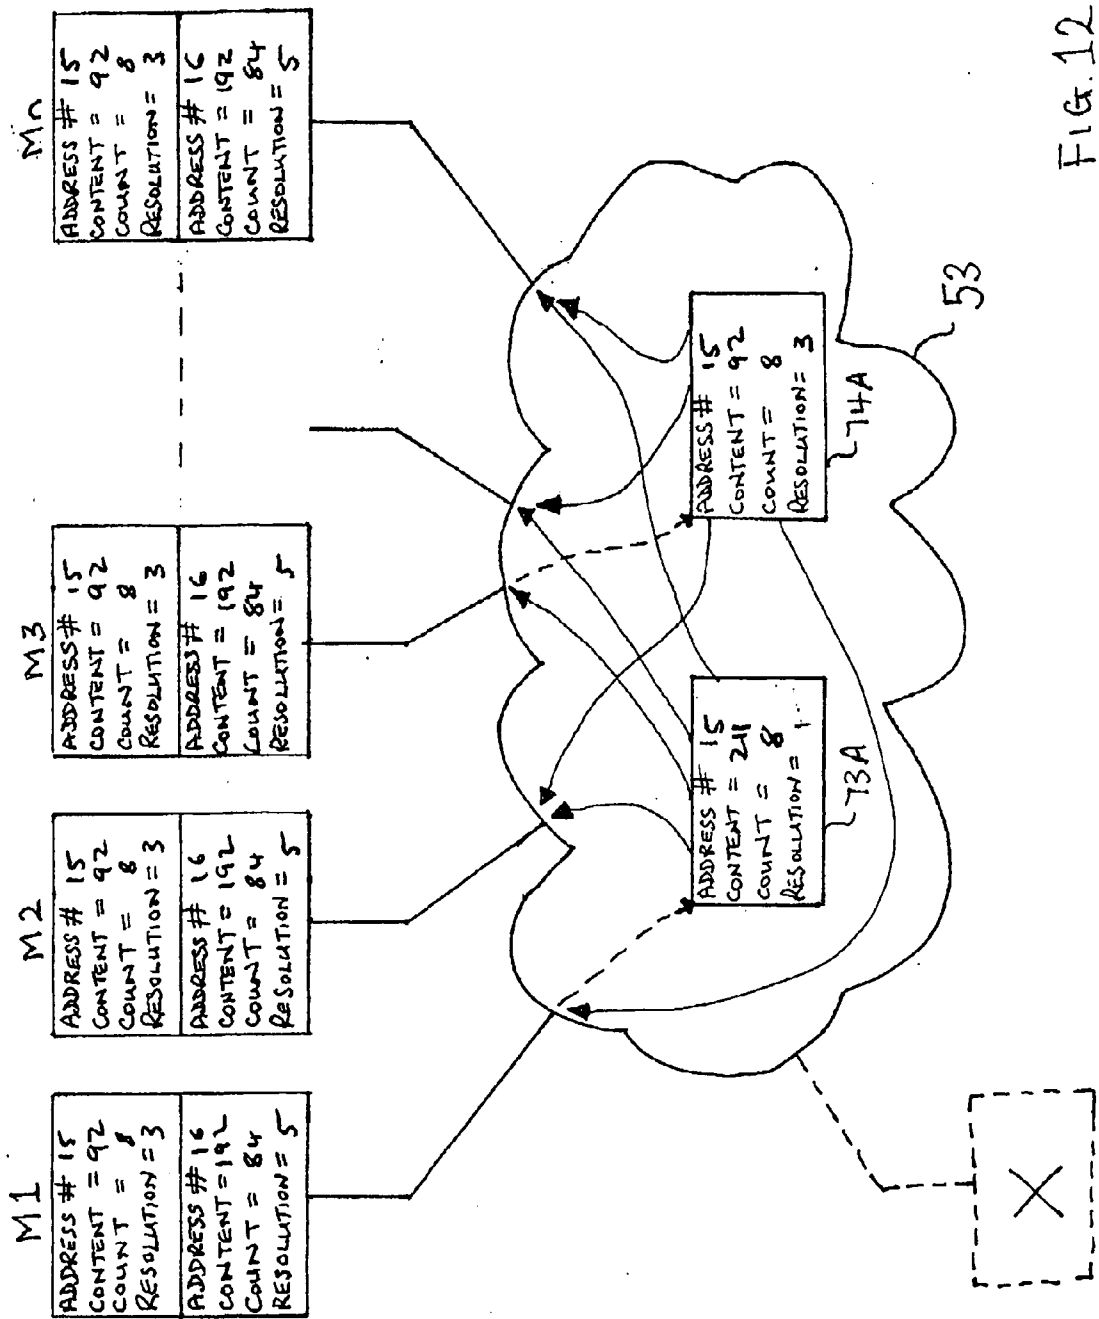 M1
ADDRESS # 15
CONTENT = 92
COUNT = 8
RESOLUTION = 3
ADDRESS # 16
CONTENT = 192
COUNT = 84
RESOLUTION = 5
M2
ADDRESS # 15
CONTENT = 92
COUNT = 8
RESOLUTION = 3
ADDRESS # 16
CONTENT = 192
COUNT = 84
RESOLUTION = 5
M3
ADDRESS # 15
CONTENT = 92
COUNT = 8
RESOLUTION = 3
ADDRESS # 16
CONTENT = 192
COUNT = 84
RESOLUTION = 5
Mn
ADDRESS # 15
CONTENT = 92
COUNT = 8
RESOLUTION = 3
ADDRESS # 16
CONTENT = 192
COUNT = 84
RESOLUTION = 5
ADDRESS # 15
CONTENT = 211
COUNT = 8
RESOLUTION = 1
73A
ADDRESS # 15
CONTENT = 92
COUNT = 8
RESOLUTION = 3
74A
53
X
FIG. 12